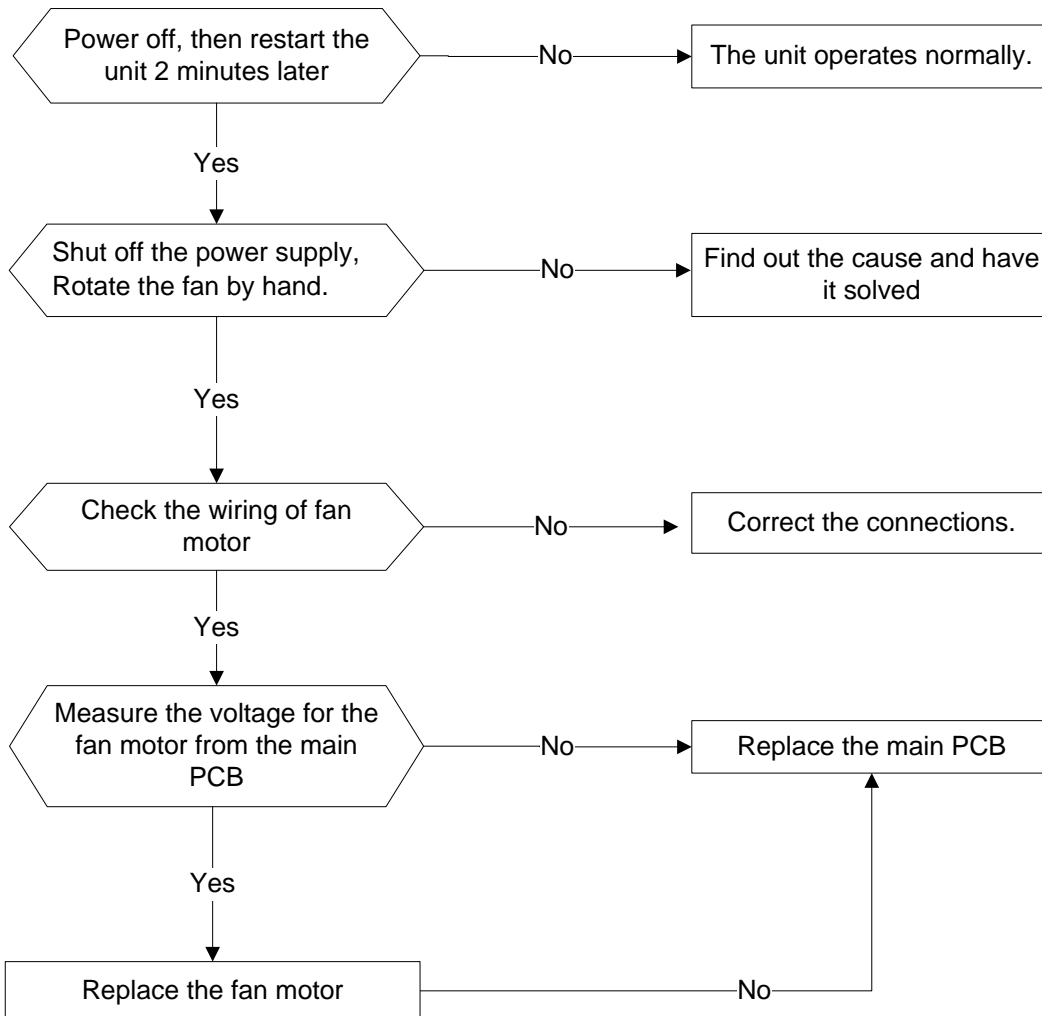 Power off, then restart the
unit 2 minutes later
No
The unit operates normally.
Yes
Shut off the power supply,
Rotate the fan by hand.
No
Find out the cause and have
it solved
Yes
Check the wiring of fan
motor
No
Correct the connections.
Yes
Measure the voltage for the
fan motor from the main
PCB
No
Replace the main PCB
Yes
Replace the fan motor
No